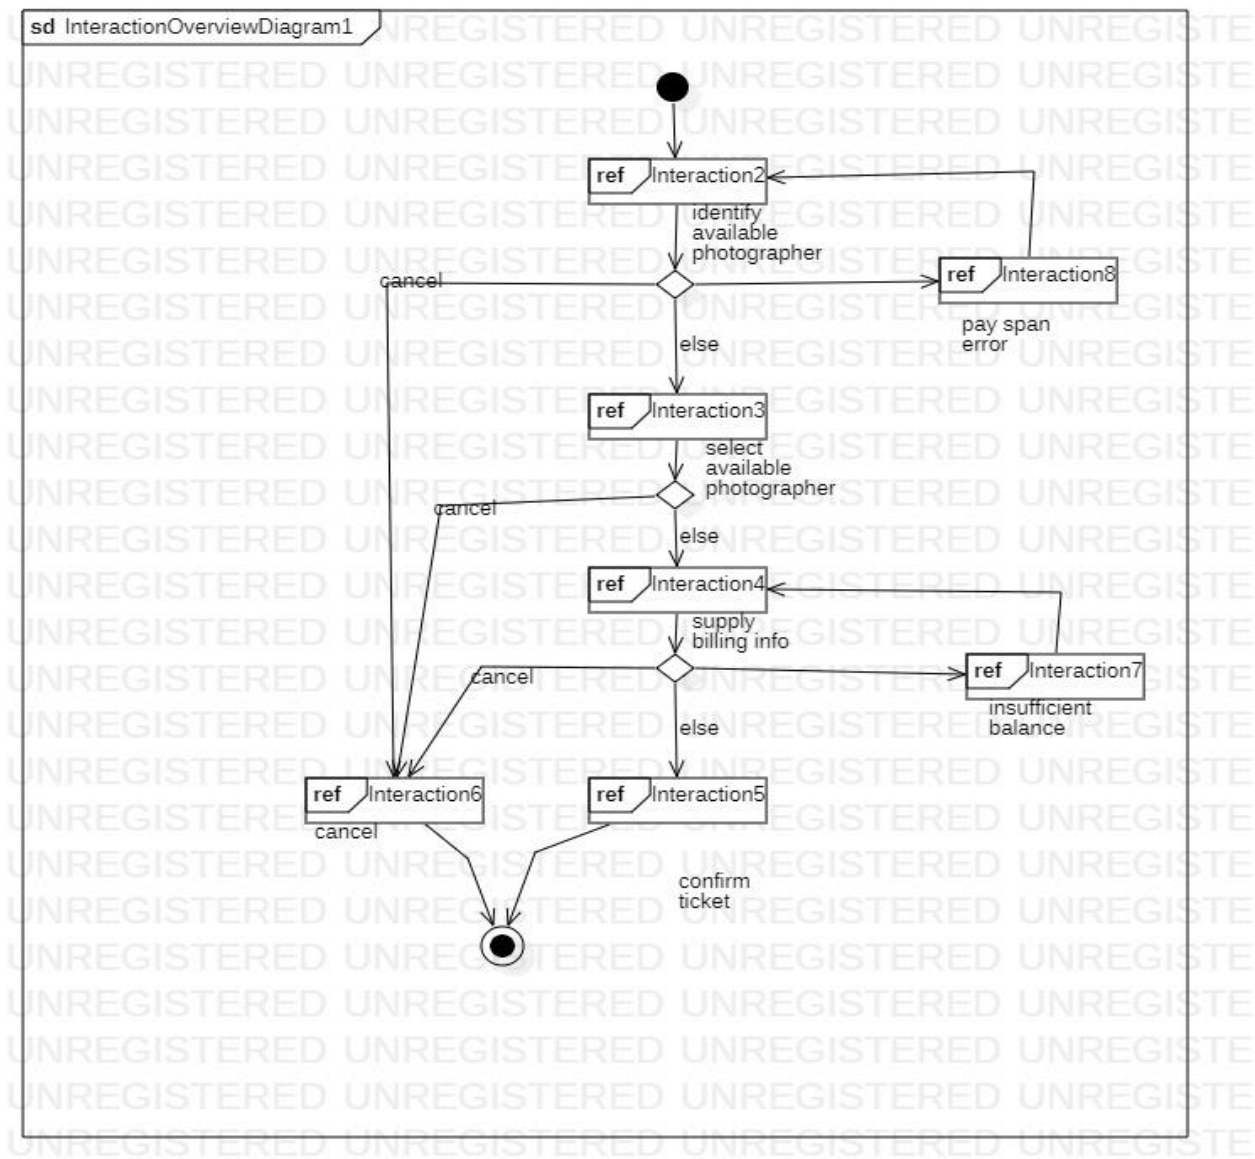 sd InteractionOverviewDiagram1
ref Interaction2
identify
available
photographer
cancel
ref Interaction8
pay span
error
else
ref Interaction3
select
available
photographer
cancel
else
ref Interaction4
supply
billing info
cancel
ref Interaction7
insufficient
balance
else
ref Interaction6
cancel
ref Interaction5
confirm
ticket
UNREGISTERED